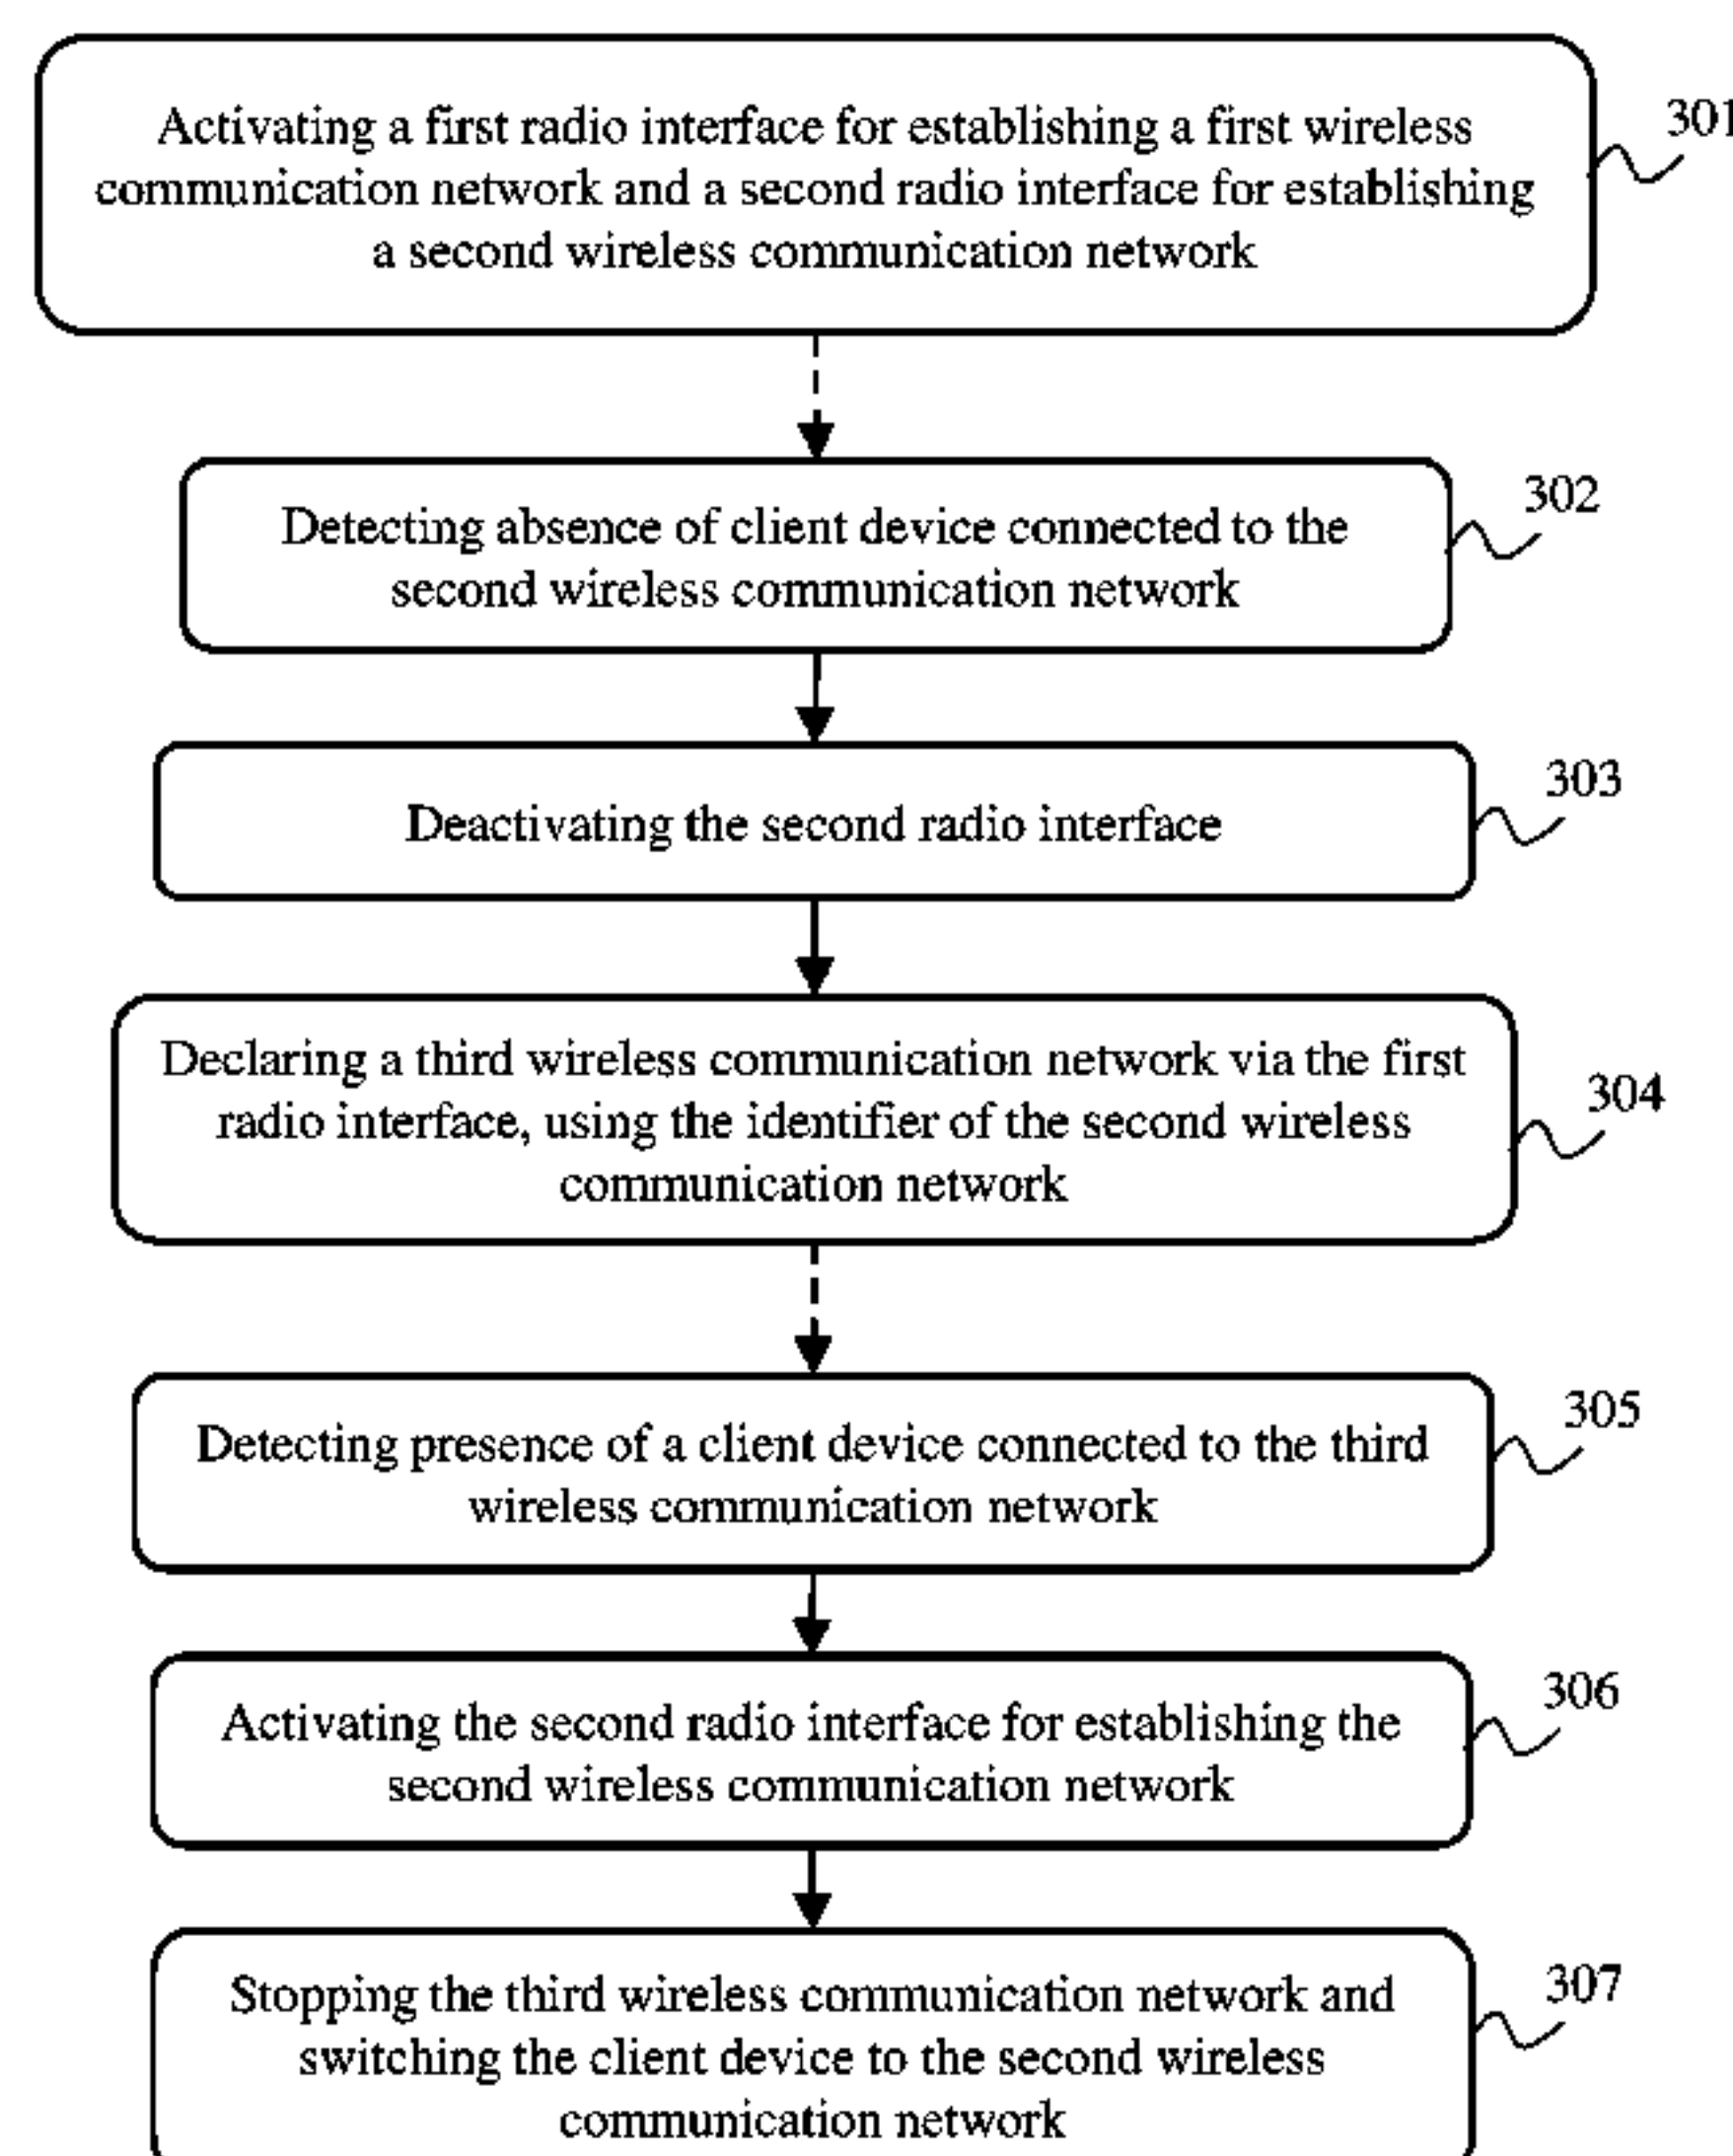 Activating a first radio interface for establishing a first wireless
communication network and a second radio interface for establishing
a second wireless communication network
301
Detecting absence of client device connected to the
second wireless communication network
302
Deactivating the second radio interface
303
Declaring a third wireless communication network via the first
radio interface, using the identifier of the second wireless
communication network
304
Detecting presence of a client device connected to the third
wireless communication network
305
Activating the second radio interface for establishing the
second wireless communication network
306
Stopping the third wireless communication network and
switching the client device to the second wireless
communication network
307